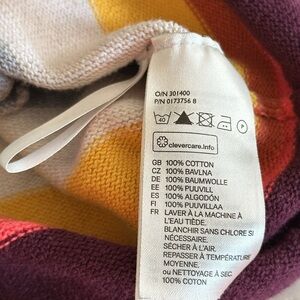 O/N 301400
P/N 0173756 8
40
P
clevercare.info
GB 100% COTTON
CZ 100% BAVLNA
DE 100% BAUMWOLLE
EE 100% PUUVILL
ES 100% ALGODÓN
FI 100% PUUVILLAA
FR LAVER À LA MACHINE À
L'EAU TIÈDE.
BLANCHIR SANS CHLORE SI
NÉCESSAIRE.
SÉCHER À L'AIR.
REPASSER À TEMPÉRATURE
MOYENNE.
ou NETTOYAGE À SEC.
100% COTON